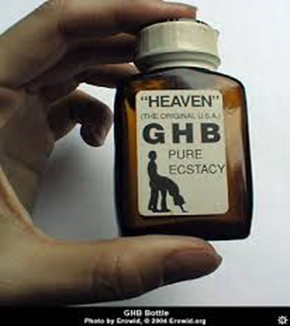 "HEAVEN"
(THE ORIGINAL U.S.A.)
GHB
PURE
ECSTACY
GHB Bottle
Photo by Erowid, © 2004 Erowid.org